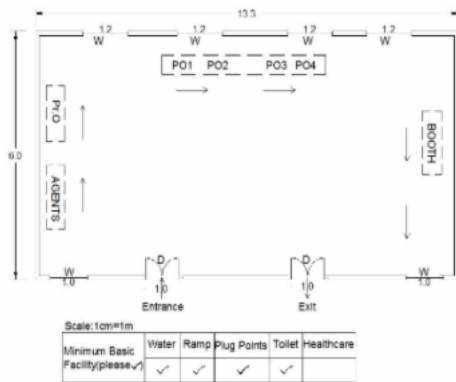 13.3
1.2 1.2 1.2 1.2
W W W W
PO1 PO2 PO3 PO4
Pr.O
BOOTH
6.0
AGENTS
D D
W W
1.0 1.0 1.0 1.0
Entrance Exit
Scale:1cm=1m
Minimum Basic Facility(please✓) Water Ramp Plug Points Toilet Healthcare
✓ ✓ ✓ ✓